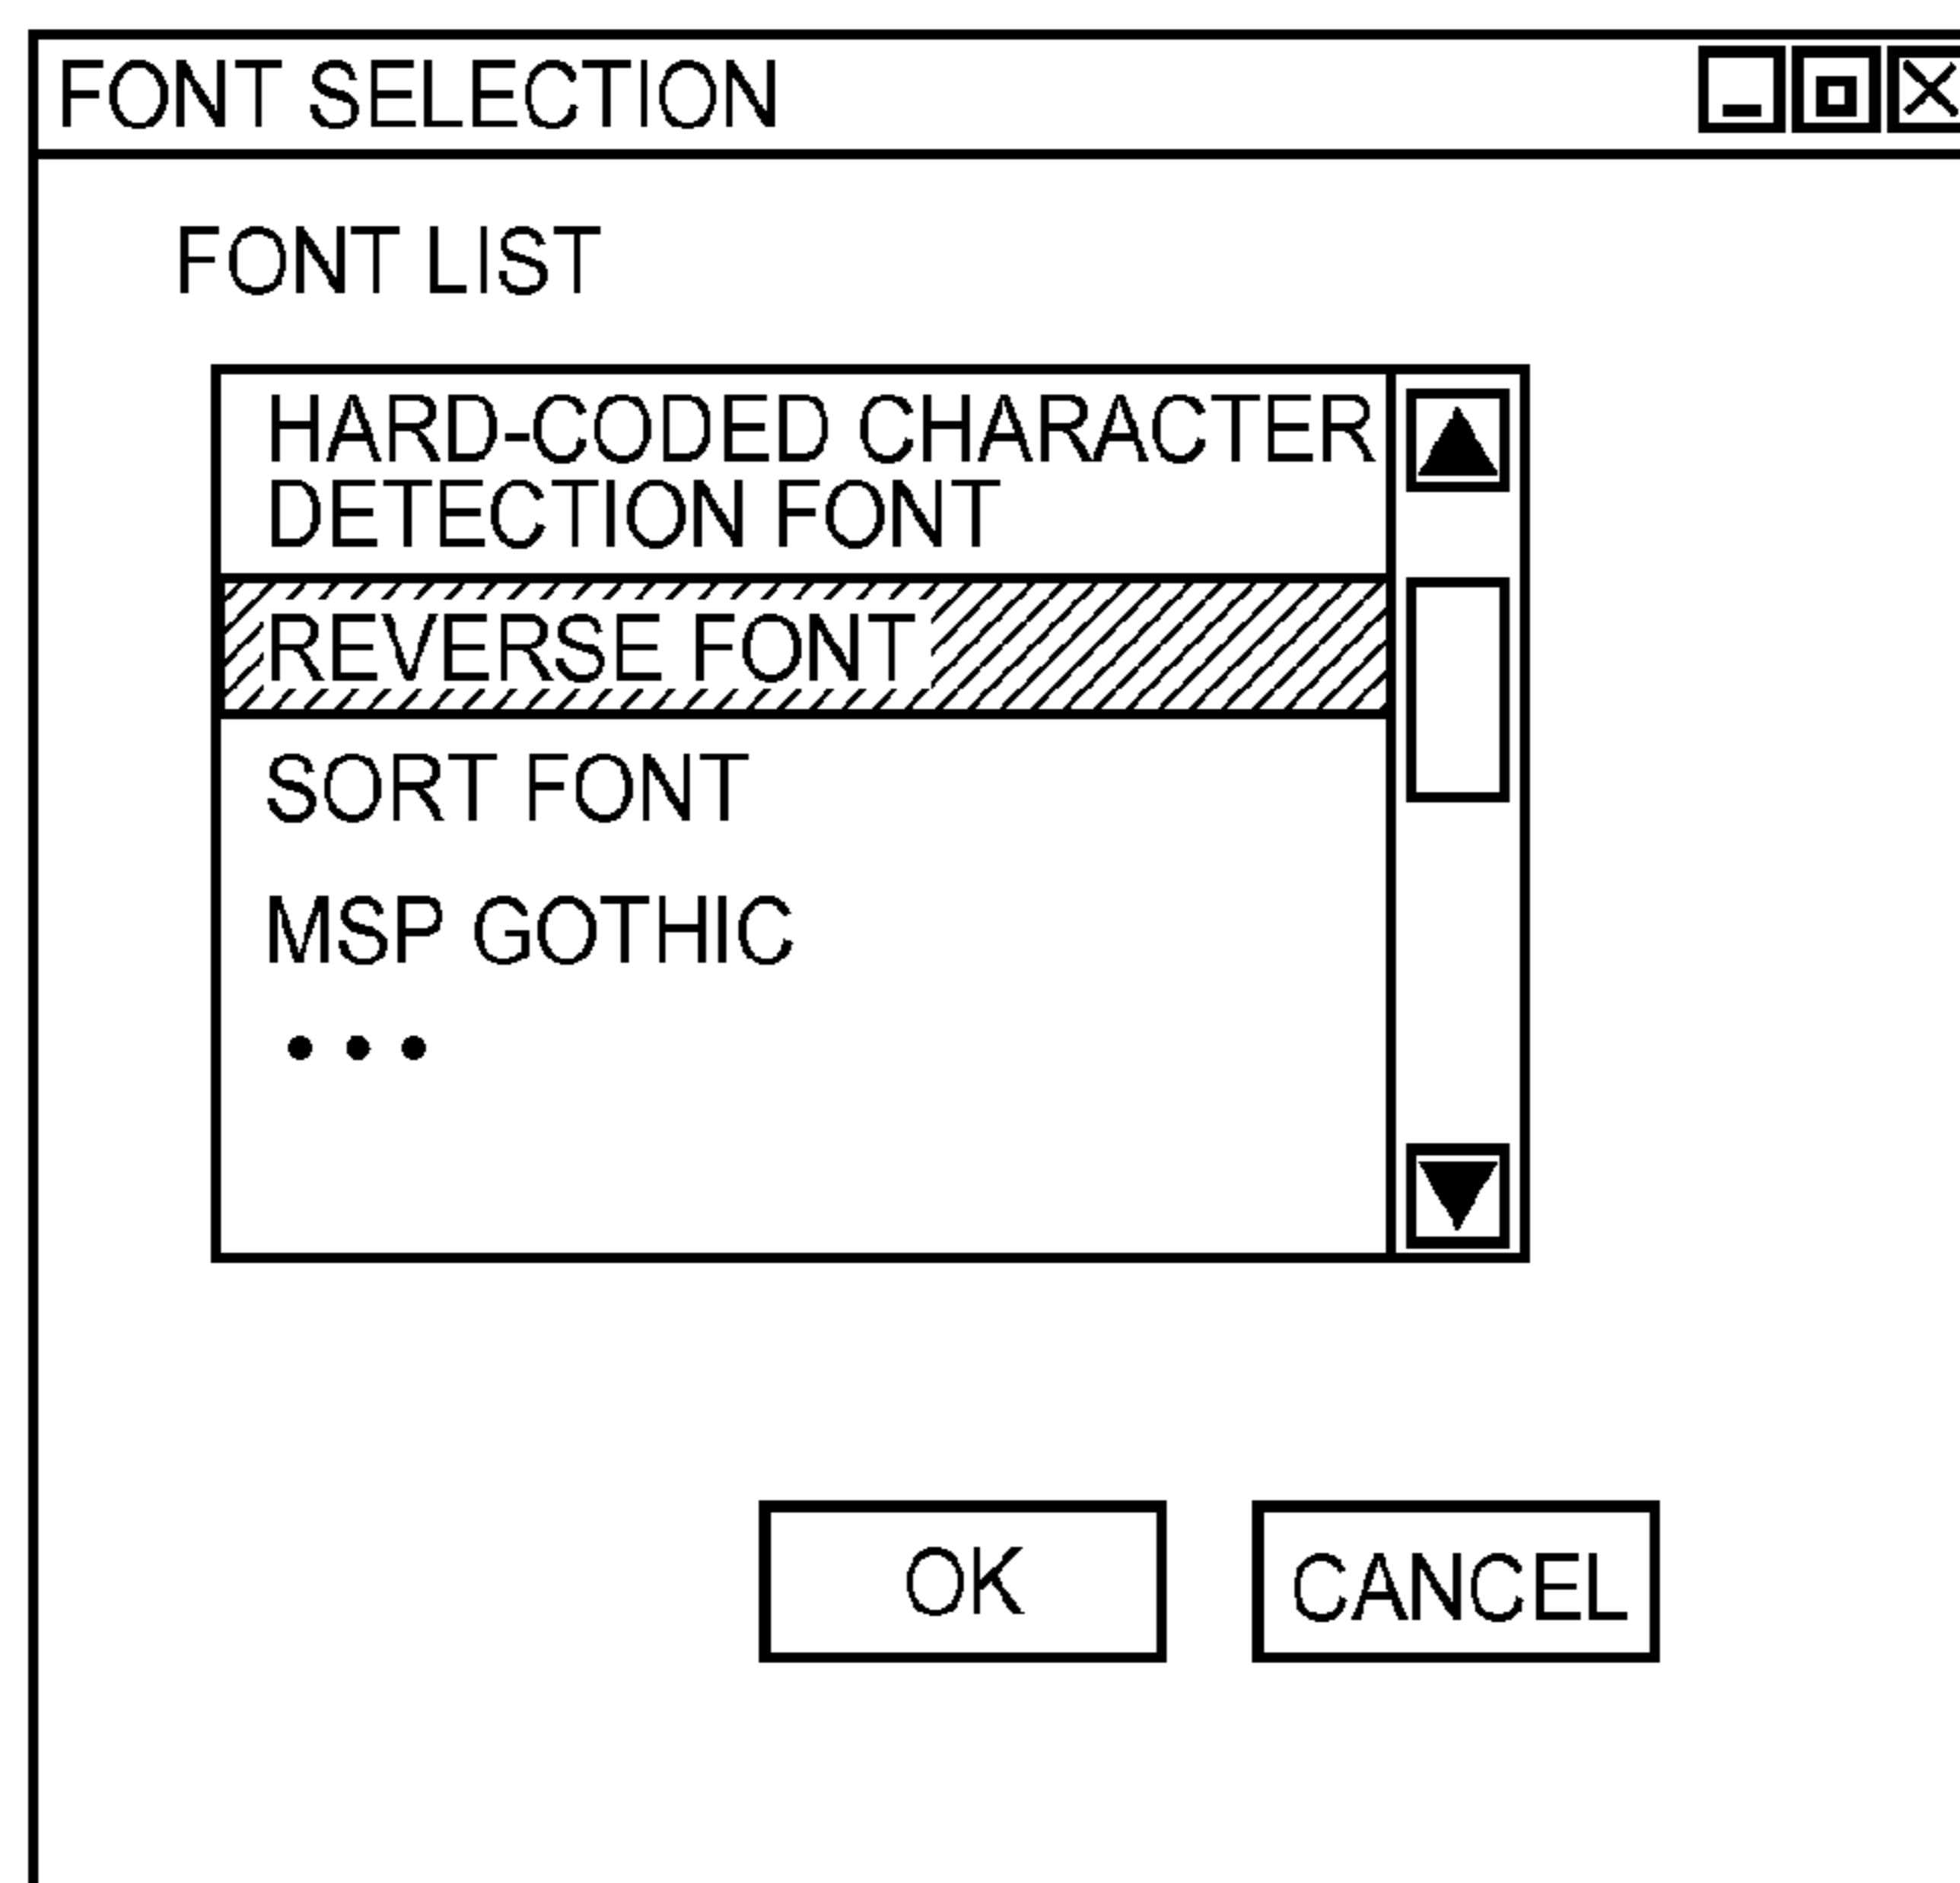 FONT SELECTION
FONT LIST
HARD-CODED CHARACTER
DETECTION FONT
REVERSE FONT
SORT FONT
MSP GOTHIC
•••
OK
CANCEL